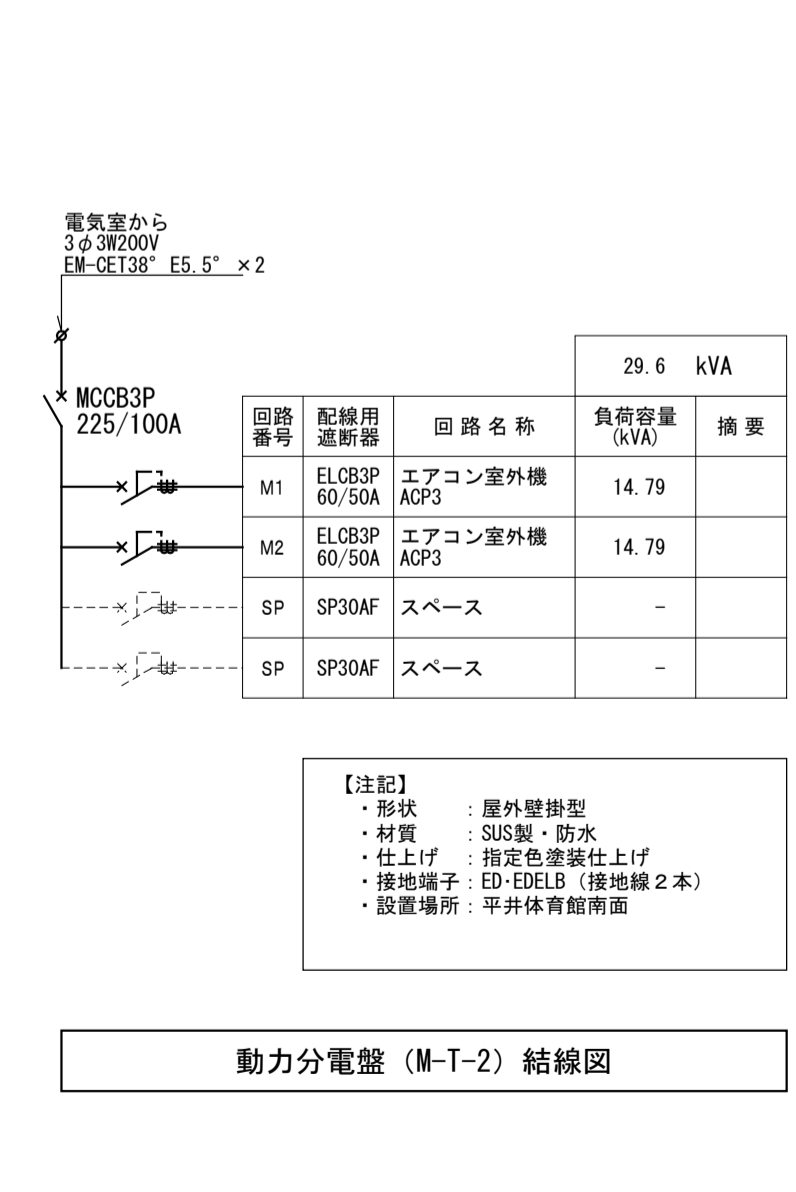 電気室から
3φ3W200V
EM-CET38° E5.5° ×2
MCCB3P
225/100A
29.6 kVA
回路番号 配線用遮断器 回路名称 負荷容量(kVA) 摘要
M1 ELCB3P 60/50A エアコン室外機 ACP3 14.79
M2 ELCB3P 60/50A エアコン室外機 ACP3 14.79
SP SP30AF スペース -
SP SP30AF スペース -
【注記】
・形状 : 屋外壁掛型
・材質 : SUS製・防水
・仕上げ : 指定色塗装仕上げ
・接地端子 : ED・EDELB（接地線２本）
・設置場所 : 平井体育館南面
動力分電盤（M-T-2）結線図